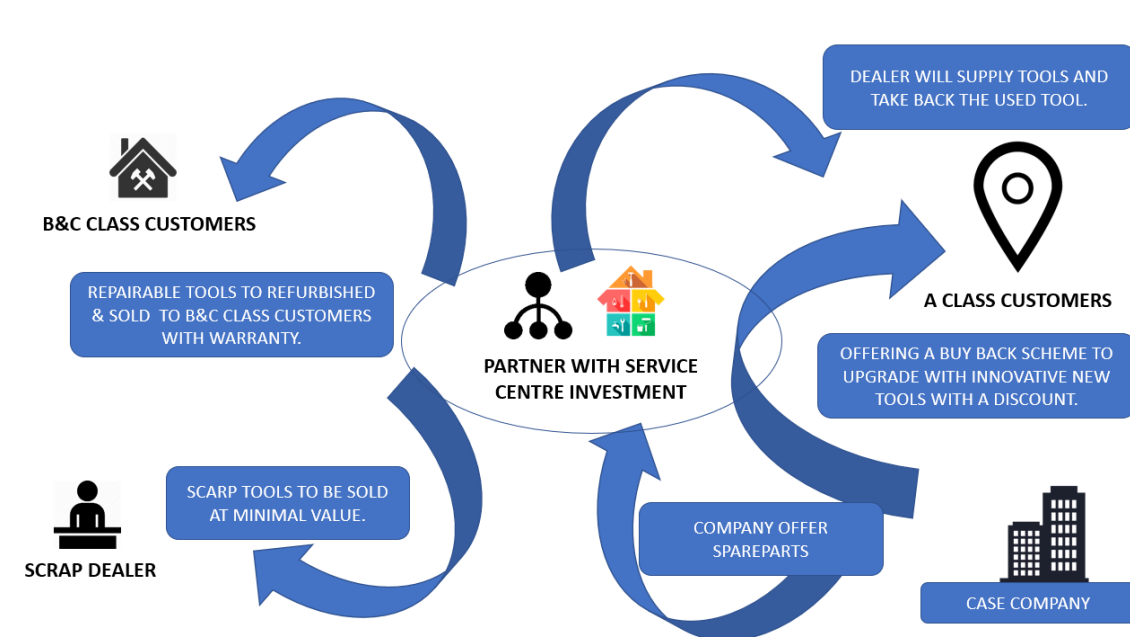 DEALER WILL SUPPLY TOOLS AND
TAKE BACK THE USED TOOL.
B&C CLASS CUSTOMERS
REPAIRABLE TOOLS TO REFURBISHED
& SOLD TO B&C CLASS CUSTOMERS
WITH WARRANTY.
A CLASS CUSTOMERS
PARTNER WITH SERVICE
CENTRE INVESTMENT
OFFERING A BUY BACK SCHEME TO
UPGRADE WITH INNOVATIVE NEW
TOOLS WITH A DISCOUNT.
SCARP TOOLS TO BE SOLD
AT MINIMAL VALUE.
COMPANY OFFER
SPAREPARTS
SCRAP DEALER
CASE COMPANY